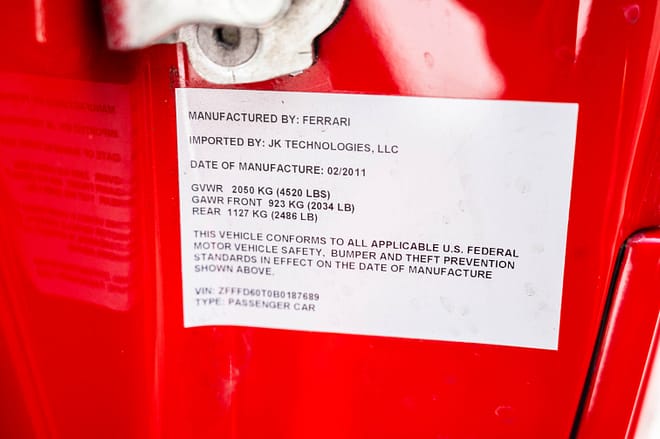 MANUFACTURED BY: FERRARI
IMPORTED BY: JK TECHNOLOGIES, LLC
DATE OF MANUFACTURE: 02/2011
GVWR 2050 KG (4520 LBS)
GAWR FRONT 923 KG (2034 LB)
REAR 1127 KG (2486 LB)
THIS VEHICLE CONFORMS TO ALL APPLICABLE U.S. FEDERAL
MOTOR VEHICLE SAFETY, BUMPER AND THEFT PREVENTION
STANDARDS IN EFFECT ON THE DATE OF MANUFACTURE
SHOWN ABOVE.
VIN: ZFFFD60T0B0187689
TYPE: PASSENGER CAR